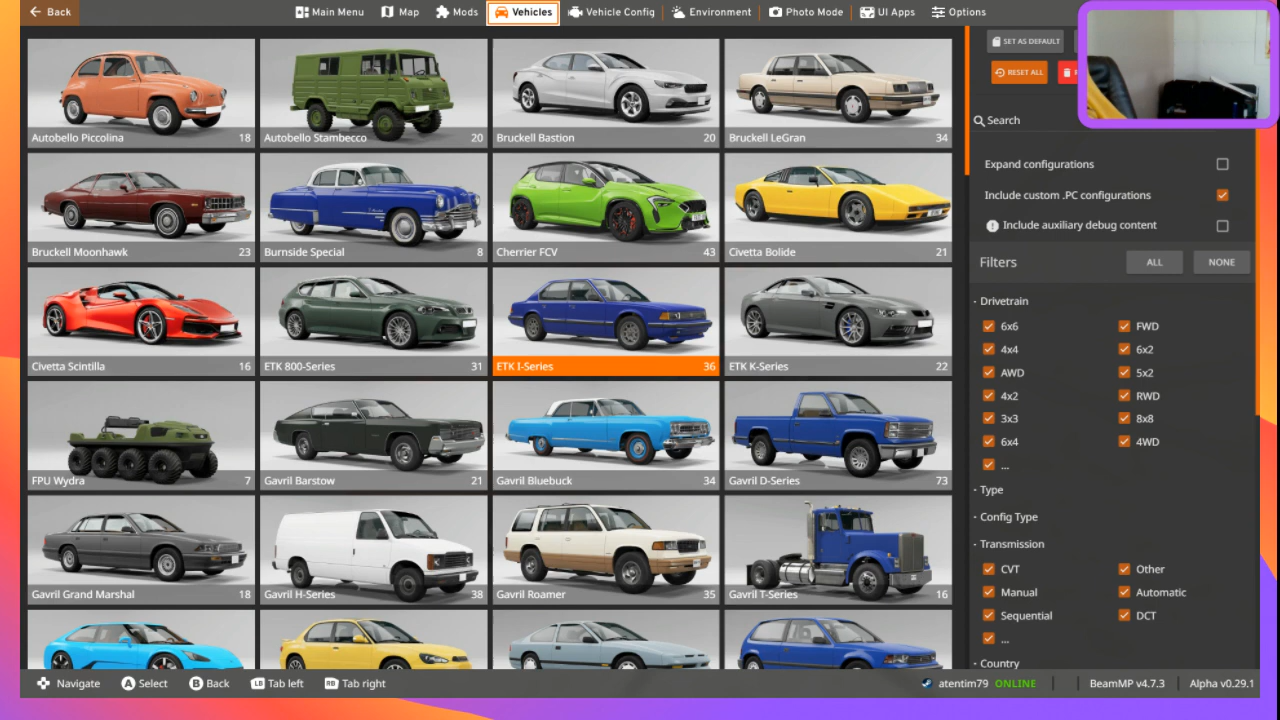 Back
Main Menu
Map
Mods
Vehicles
Vehicle Config
Environment
Photo Mode
UI Apps
Options
SET AS DEFAULT
RESET ALL
Autobello Piccolina 18
Autobello Stambecco 20
Bruckell Bastion 20
Bruckell LeGran 34
Bruckell Moonhawk 23
Burnside Special 8
Cherrier FCV 43
Civetta Bolide 21
Civetta Scintilla 16
ETK 800-Series 31
ETK I-Series 36
ETK K-Series 22
FPU Wydra 7
Gavril Barstow 21
Gavril Bluebuck 34
Gavril D-Series 73
Gavril Grand Marshal 18
Gavril H-Series 38
Gavril Roamer 35
Gavril T-Series 16
Search
Expand configurations
Include custom .PC configurations
Include auxiliary debug content
Filters
ALL
NONE
- Drivetrain
6x6
FWD
4x4
6x2
AWD
5x2
4x2
RWD
3x3
8x8
6x4
4WD
...
- Type
- Config Type
- Transmission
CVT
Other
Manual
Automatic
Sequential
DCT
...
- Country
Navigate
A Select
B Back
LB Tab left
RB Tab right
atentim79 ONLINE
BeamMP v4.7.3
Alpha v0.29.1